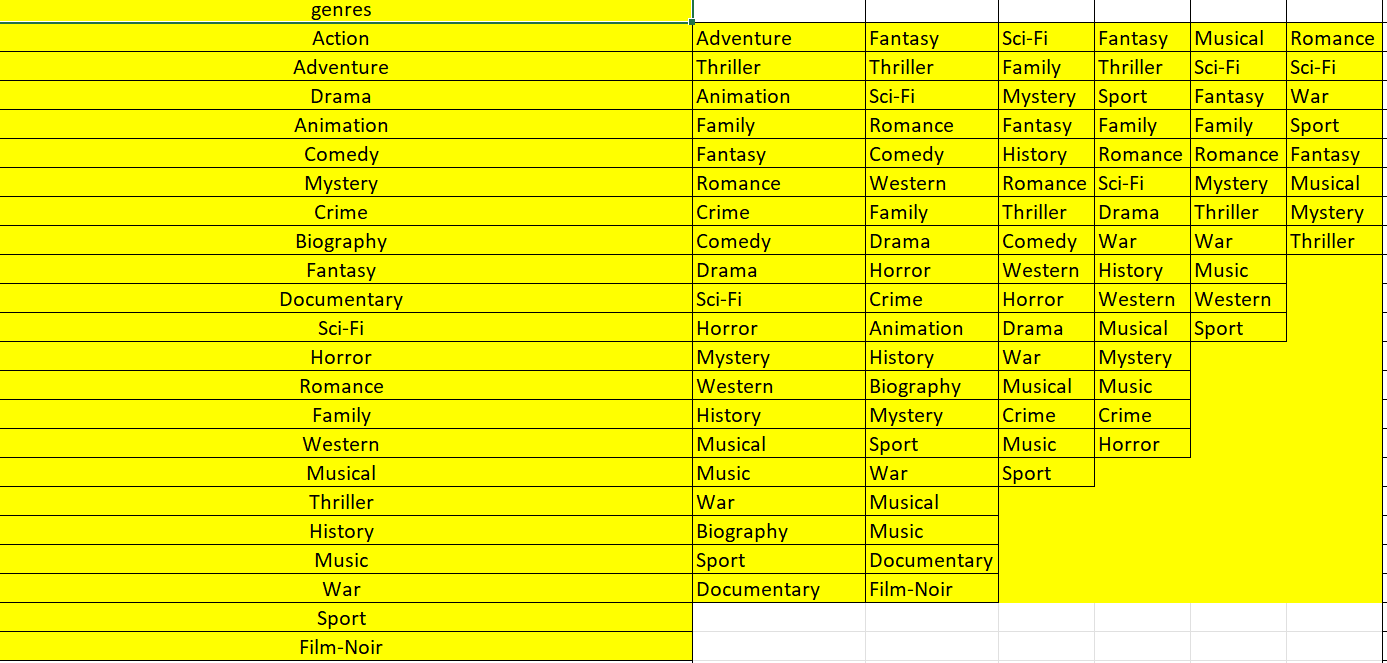 genres
Action Adventure Fantasy Sci-Fi Fantasy Musical Romance
Adventure Thriller Thriller Family Thriller Sci-Fi Sci-Fi
Drama Animation Sci-Fi Mystery Sport Fantasy War
Animation Family Romance Fantasy Family Family Sport
Comedy Fantasy Comedy History Romance Romance Fantasy
Mystery Romance Western Romance Sci-Fi Mystery Musical
Crime Crime Family Thriller Drama Thriller Mystery
Biography Comedy Drama Comedy War War Thriller
Fantasy Drama Horror Western History Music
Documentary Sci-Fi Crime Horror Western Western
Sci-Fi Horror Animation Drama Musical Sport
Horror Mystery History War Mystery
Romance Western Biography Musical Music
Family History Mystery Crime Crime
Western Musical Sport Music Horror
Musical Music War Sport
Thriller War Musical
History Biography Music
Music Sport Documentary
War Documentary Film-Noir
Sport
Film-Noir